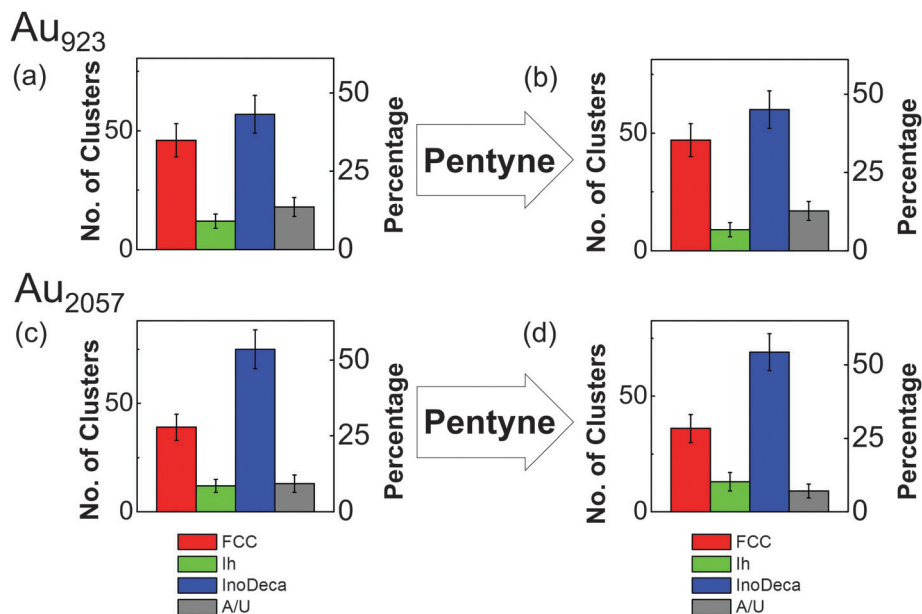 Au923
(a)
(b)
No. of Clusters
50
0
50
25
0
Percentage
Pentyne
No. of Clusters
50
0
50
25
0
Percentage
Au2057
(c)
(d)
No. of Clusters
50
0
50
25
0
Percentage
Pentyne
No. of Clusters
50
0
50
25
0
Percentage
FCC
Ih
InoDeca
A/U
FCC
Ih
InoDeca
A/U